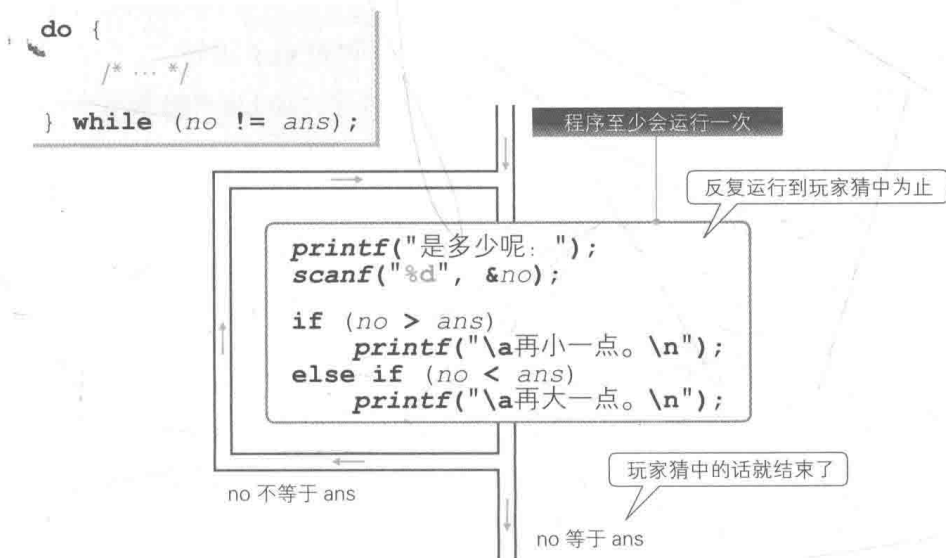 do {
/* … */
} while (no != ans);
程序至少会运行一次
反复运行到玩家猜中为止
printf("是多少呢: ");
scanf("%d", &no);
if (no > ans)
printf("\a再小一点。\n");
else if (no < ans)
printf("\a再大一点。\n");
玩家猜中的话就结束了
no 不等于 ans
no 等于 ans